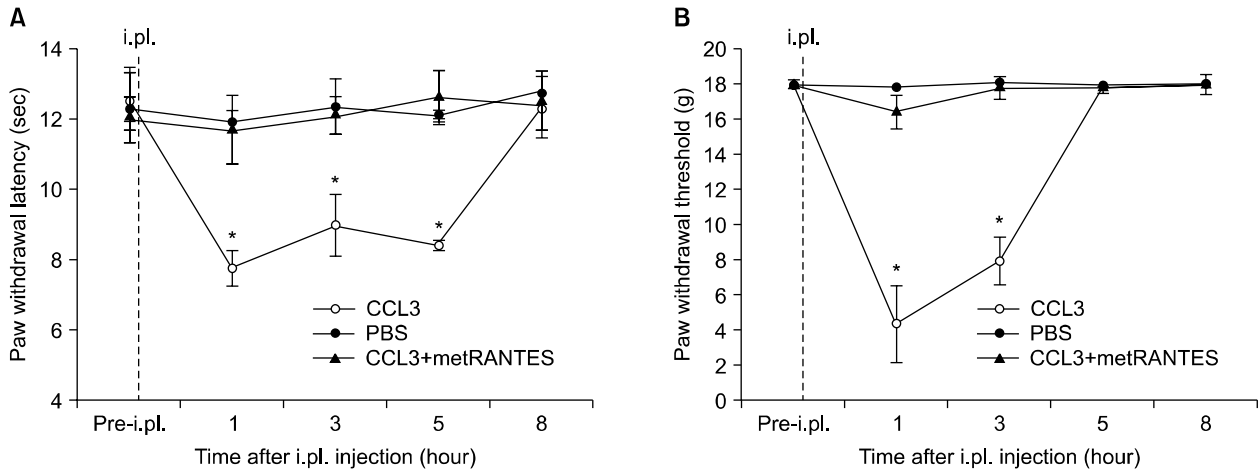 A
i.pl.
14
12
10
8
6
4
Paw withdrawal latency (sec)
*
*
*
CCL3
PBS
CCL3+metRANTES
Pre-i.pl.
1
3
5
8
Time after i.pl. injection (hour)
B
i.pl.
20
18
16
14
12
10
8
6
4
2
0
Paw withdrawal threshold (g)
*
*
CCL3
PBS
CCL3+metRANTES
Pre-i.pl.
1
3
5
8
Time after i.pl. injection (hour)